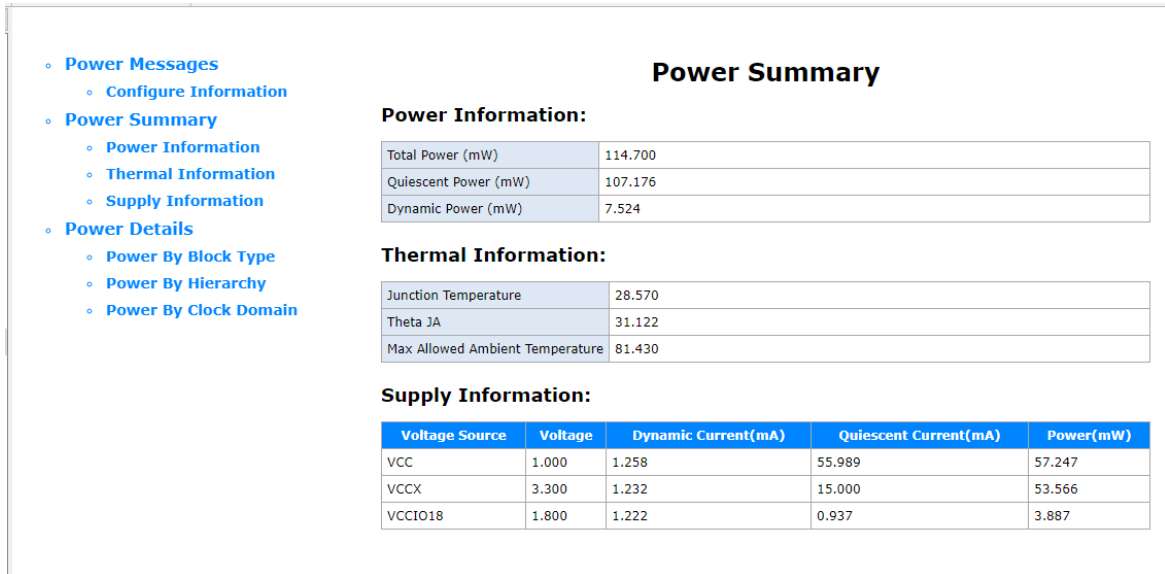 Power Messages
Configure Information
Power Summary
Power Information
Thermal Information
Supply Information
Power Details
Power By Block Type
Power By Hierarchy
Power By Clock Domain
Power Summary
Power Information:
Total Power (mW) 114.700
Quiescent Power (mW) 107.176
Dynamic Power (mW) 7.524
Thermal Information:
Junction Temperature 28.570
Theta JA 31.122
Max Allowed Ambient Temperature 81.430
Supply Information:
Voltage Source Voltage Dynamic Current(mA) Quiescent Current(mA) Power(mW)
VCC 1.000 1.258 55.989 57.247
VCCX 3.300 1.232 15.000 53.566
VCCIO18 1.800 1.222 0.937 3.887